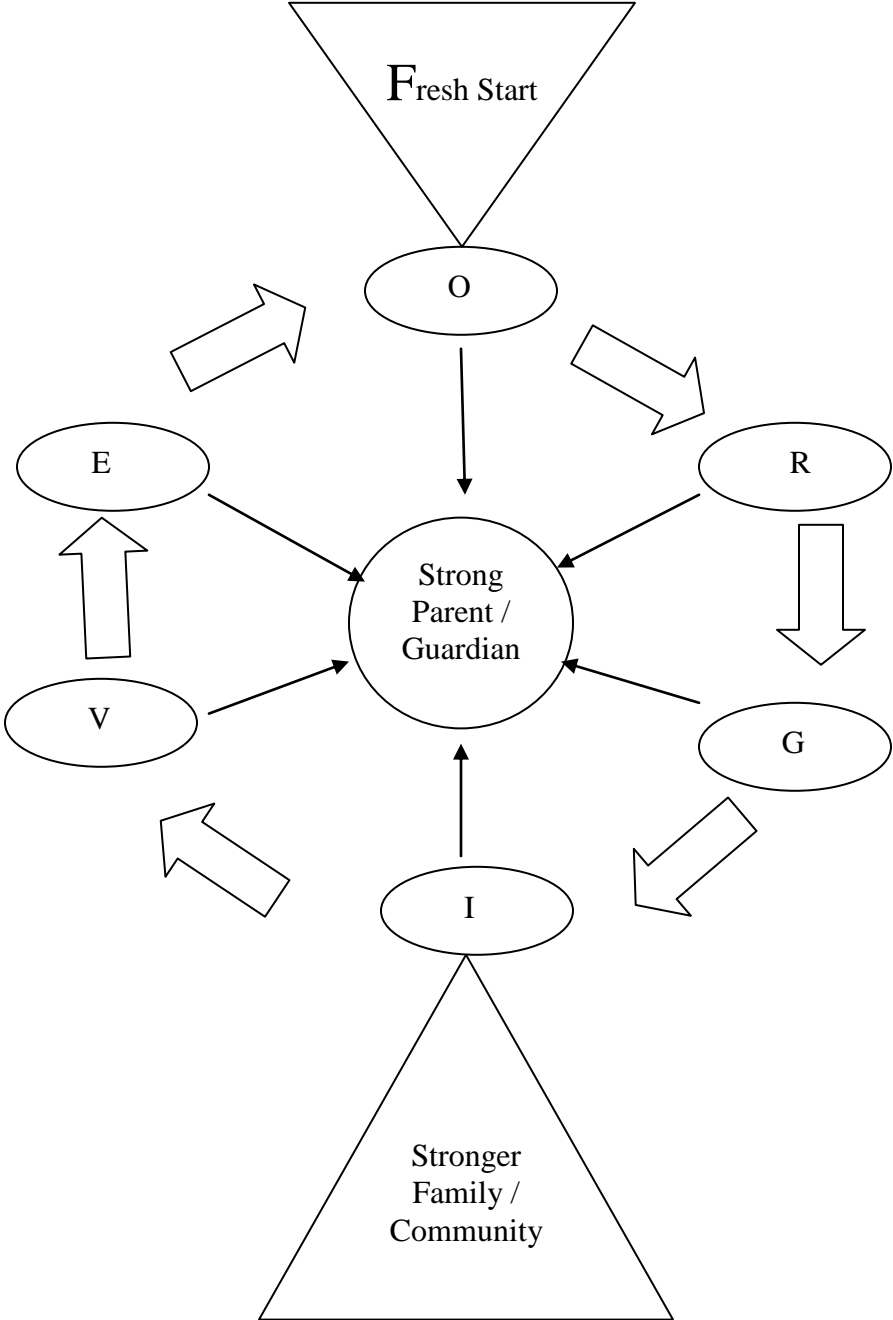 Fresh Start
O
R
G
I
V
E
Strong
Parent /
Guardian
Stronger
Family /
Community